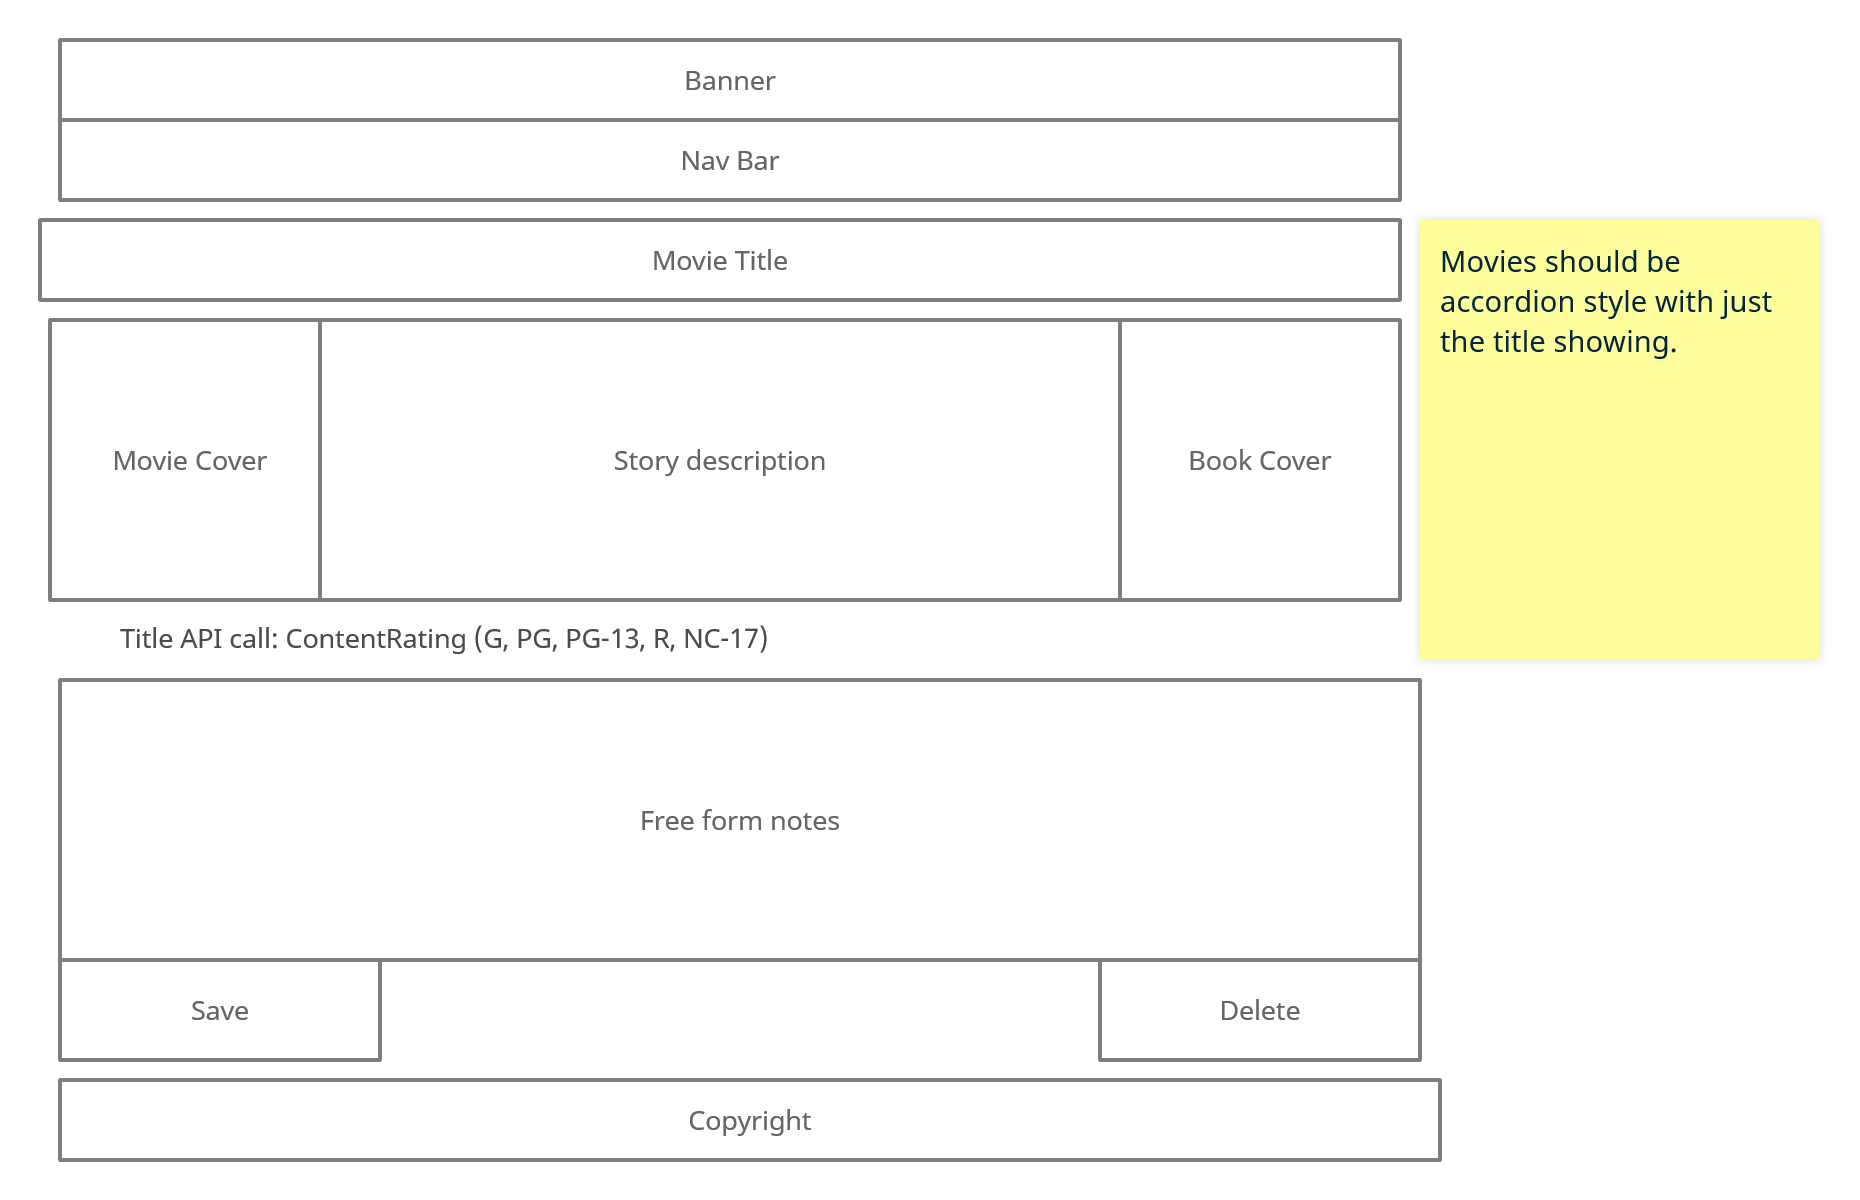 Banner
Nav Bar
Movie Title
Movies should be
accordion style with just
the title showing.
Movie Cover
Story description
Book Cover
Title API call: ContentRating (G, PG, PG-13, R, NC-17)
Free form notes
Save
Delete
Copyright